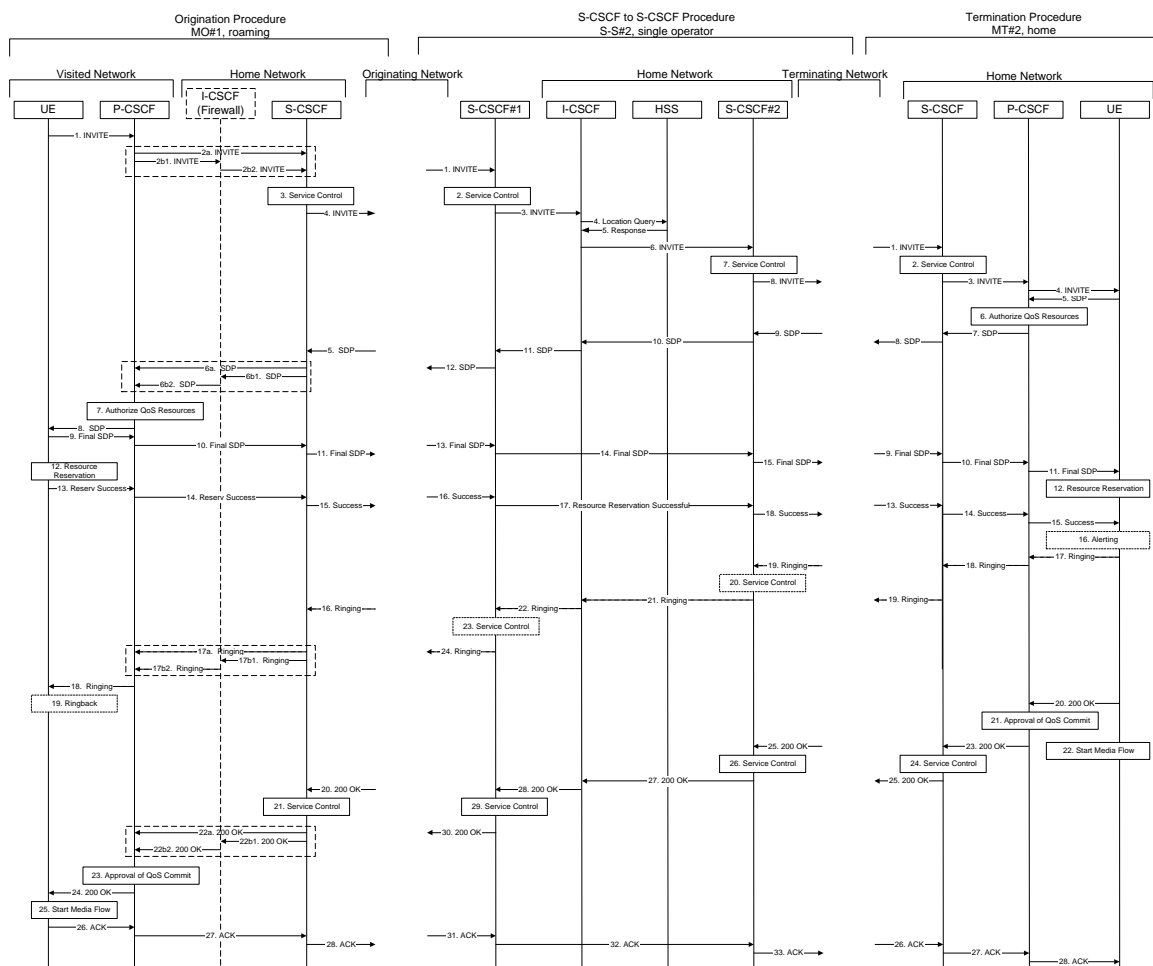 Origination Procedure
MO#1, roaming
S-CSCF to S-CSCF Procedure
S-S#2, single operator
Termination Procedure
MT#2, home
Visited Network
Home Network
Originating Network
Home Network
Terminating Network
Home Network
UE
P-CSCF
I-CSCF
(Firewall)
S-CSCF
S-CSCF#1
I-CSCF
HSS
S-CSCF#2
S-CSCF
P-CSCF
UE
1. INVITE
2a. INVITE
2b1. INVITE
2b2. INVITE
3. Service Control
4. INVITE
5. SDP
6a. SDP
6b1. SDP
6b2. SDP
7. Authorize QoS Resources
8. SDP
9. Final SDP
10. Final SDP
11. Final SDP
12. Resource
Reservation
13. Reserv Success
14. Reserv Success
15. Success
16. Ringing
17a. Ringing
17b1. Ringing
17b2. Ringing
18. Ringing
19. Ringback
20. 200 OK
21. Service Control
22a. 200 OK
22b1. 200 OK
22b2. 200 OK
23. Approval of QoS Commit
24. 200 OK
25. Start Media Flow
26. ACK
27. ACK
28. ACK
1. INVITE
2. Service Control
3. INVITE
4. Location Query
5. Response
6. INVITE
7. Service Control
8. INVITE
9. SDP
10. SDP
11. SDP
12. SDP
13. Final SDP
14. Final SDP
15. Final SDP
16. Success
17. Resource Reservation Successful
18. Success
19. Ringing
20. Service Control
21. Ringing
22. Ringing
23. Service Control
24. Ringing
25. 200 OK
26. Service Control
27. 200 OK
28. 200 OK
29. Service Control
30. 200 OK
31. ACK
32. ACK
33. ACK
1. INVITE
2. Service Control
3. INVITE
4. INVITE
5. SDP
6. Authorize QoS Resources
7. SDP
8. SDP
9. Final SDP
10. Final SDP
11. Final SDP
12. Resource Reservation
13. Success
14. Success
15. Success
16. Alerting
17. Ringing
18. Ringing
19. Ringing
20. 200 OK
21. Approval of QoS Commit
22. Start Media Flow
23. 200 OK
24. Service Control
25. 200 OK
26. ACK
27. ACK
28. ACK